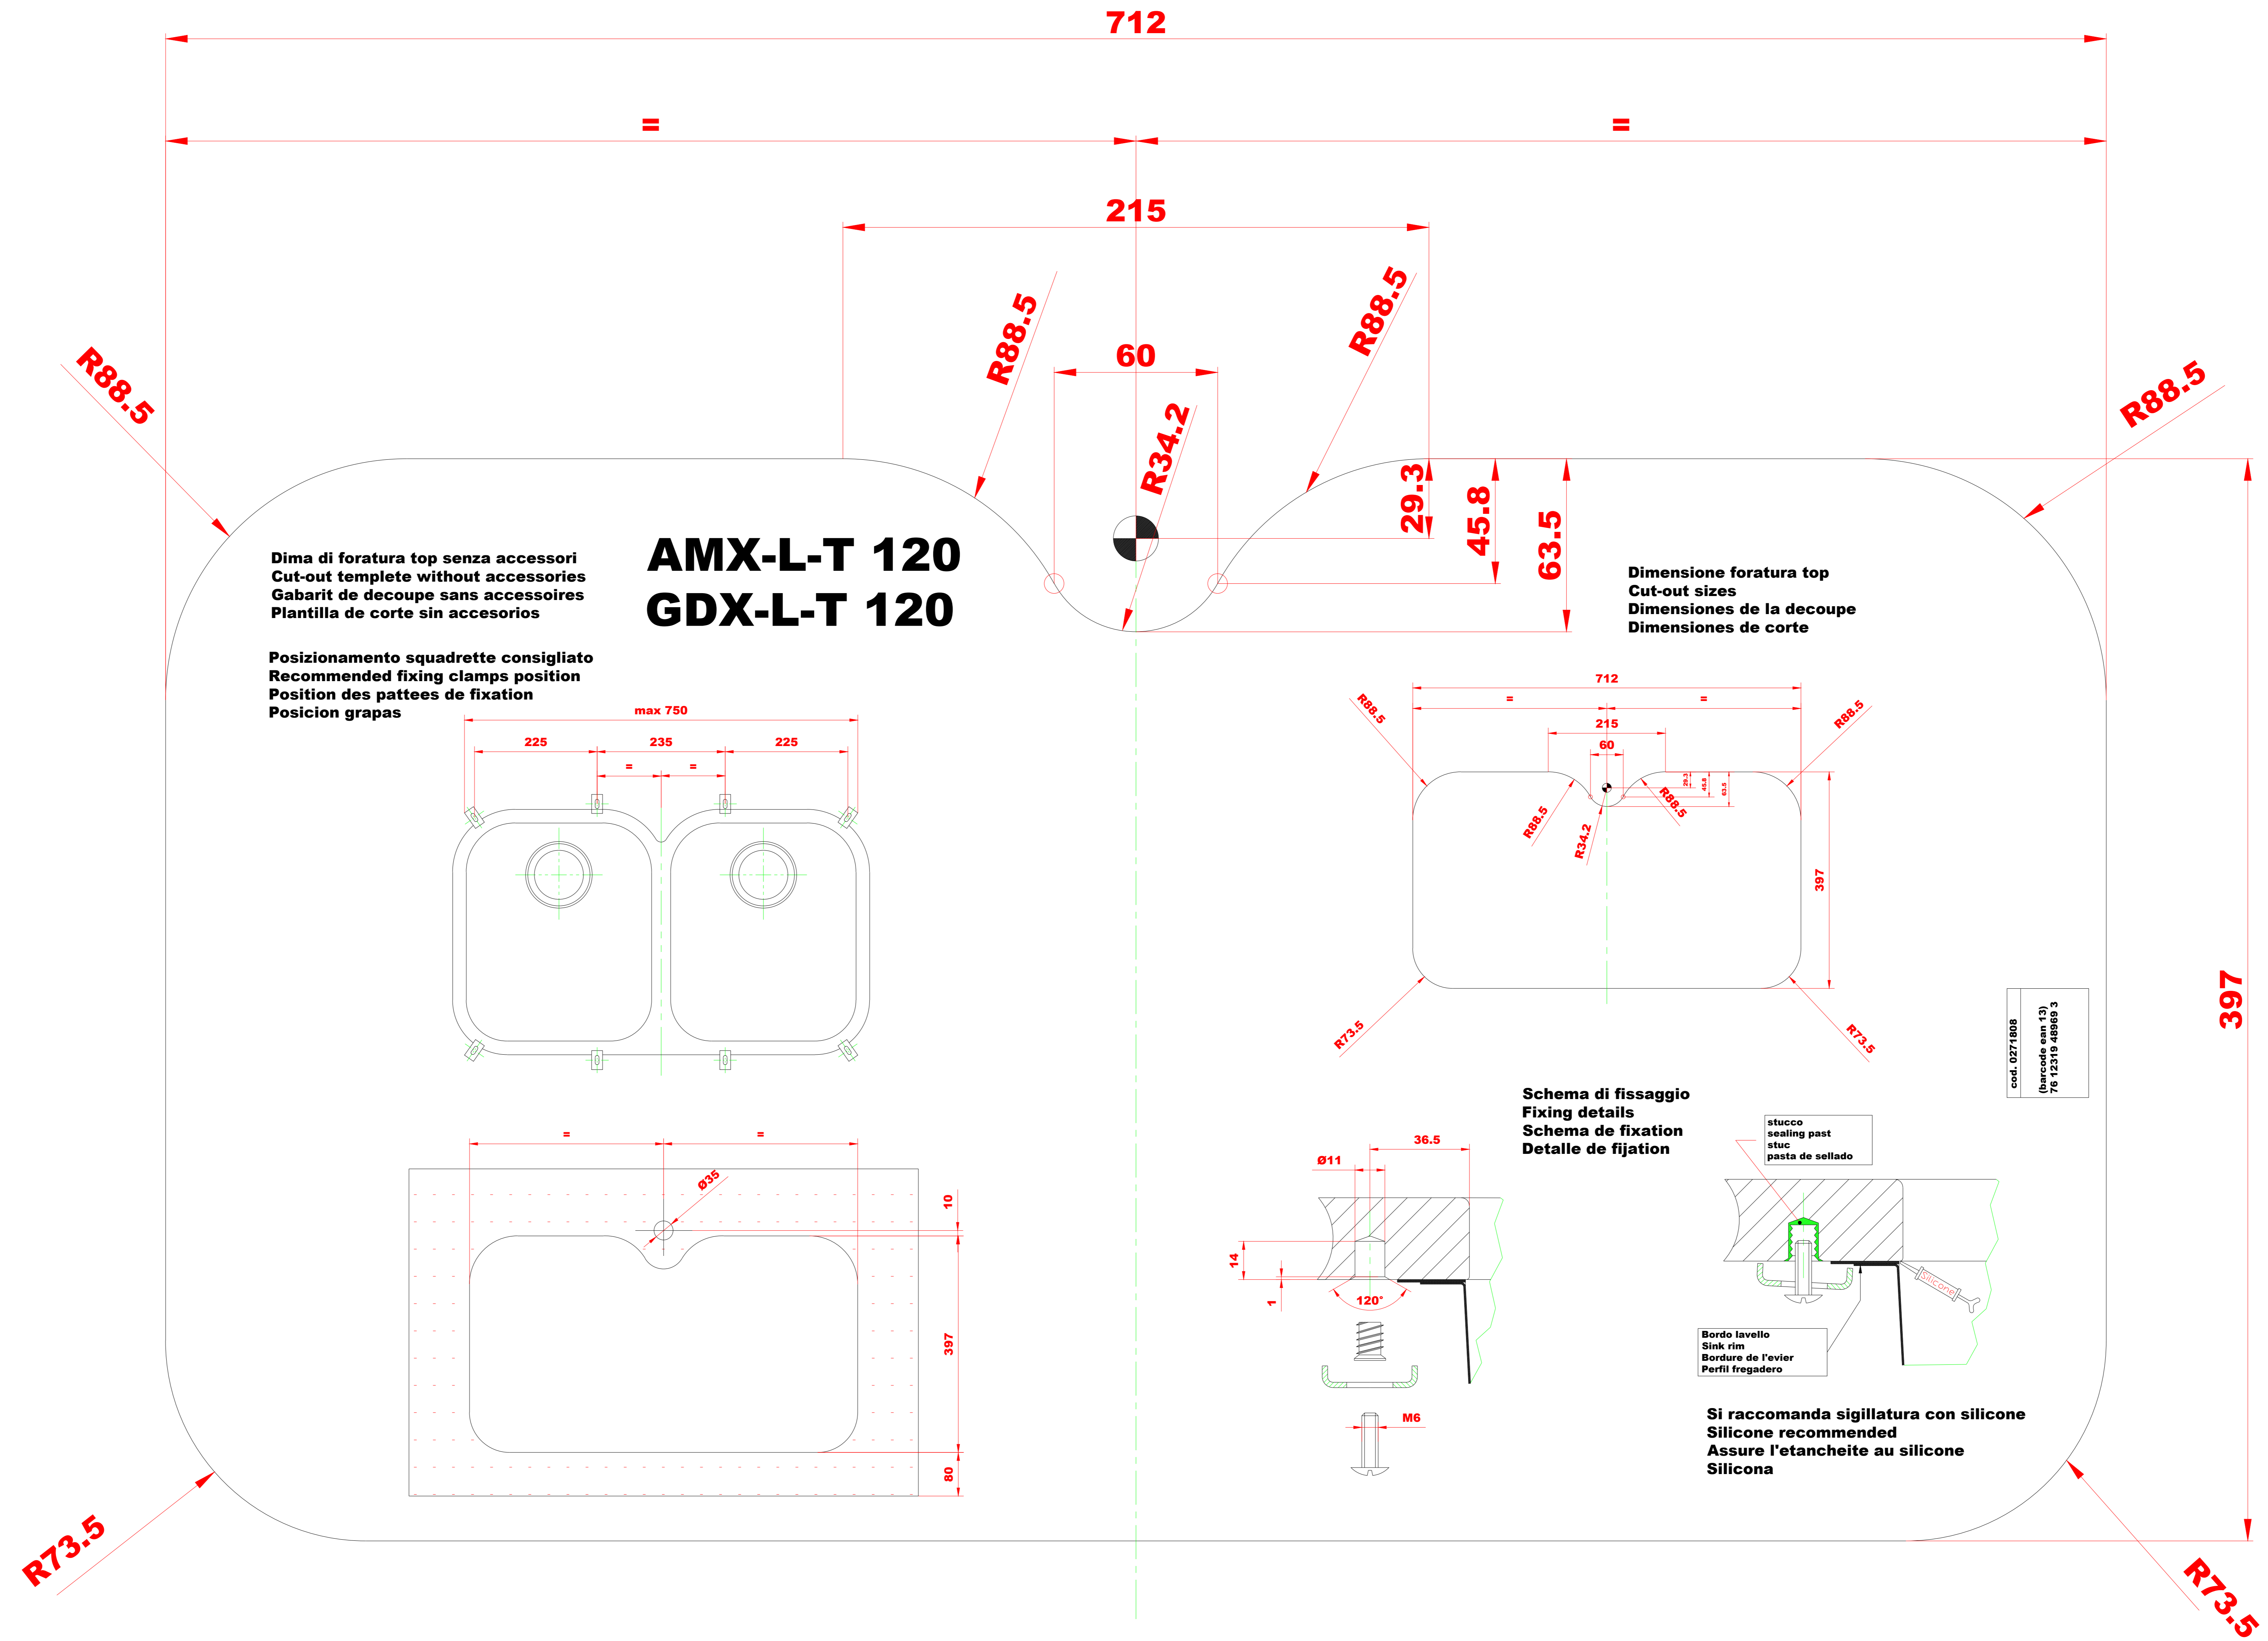 712
=
=
215
R88.5
R88.5
60
R34.2
R88.5
R88.5
29.3
45.8
63.5
397
R73.5
R73.5
AMX-L-T 120
GDX-L-T 120
Dima di foratura top senza accessori
Cut-out templete without accessories
Gabarit de decoupe sans accessoires
Plantilla de corte sin accesorios
Posizionamento squadrette consigliato
Recommended fixing clamps position
Position des pattees de fixation
Posicion grapas
max 750
225
235
225
=
=
=
=
Ø35
10
397
80
Dimensione foratura top
Cut-out sizes
Dimensiones de la decoupe
Dimensiones de corte
712
=
=
215
60
R88.5
R88.5
29.3
45.8
63.5
R88.5
R88.5
R34.2
397
R73.5
R73.5
cod. 0271808
(barcode ean 13)
76 12319 48969 3
Schema di fissaggio
Fixing details
Schema de fixation
Detalle de fijation
36.5
Ø11
14
1
120°
M6
stucco
sealing past
stuc
pasta de sellado
Silicone
Bordo lavello
Sink rim
Bordure de l'evier
Perfil fregadero
Si raccomanda sigillatura con silicone
Silicone recommended
Assure l'etancheite au silicone
Silicona